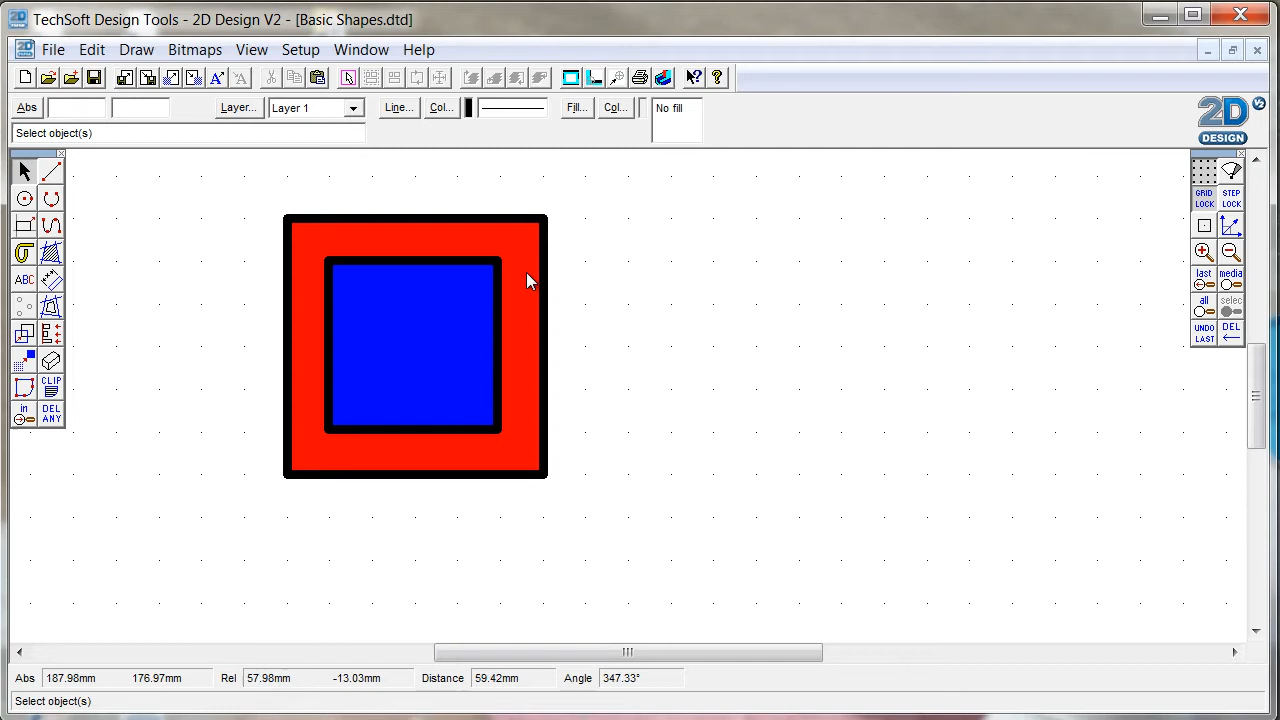 TechSoft Design Tools - 2D Design V2 - [Basic Shapes.dtd]
File Edit Draw Bitmaps View Setup Window Help
Abs Layer... Layer 1 Line... Col... Fill... Col... No fill
2D V2
DESIGN
Select object(s)
GRID LOCK STEP LOCK
ABC
last media
all selec
UNDO LAST DEL
CLIP
in DEL ANY
Abs 187.98mm 176.97mm Rel 57.98mm -13.03mm Distance 59.42mm Angle 347.33°
Select object(s)